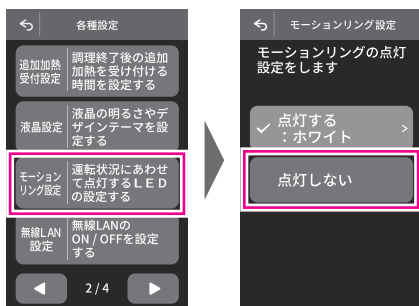 各種設定
追加加熱
受付設定
調理終了後の追加
加熱を受け付ける
時間を設定する
液晶設定
液晶の明るさやデ
ザインテーマを設
定する
モーション
リング設定
運転状況にあわせ
て点灯するＬＥＤ
の設定する
無線LAN
設定
無線LANの
ON / OFFを設定
する
2 / 4
モーションリング設定
モーションリングの点灯
設定をします
点灯する
：ホワイト
点灯しない